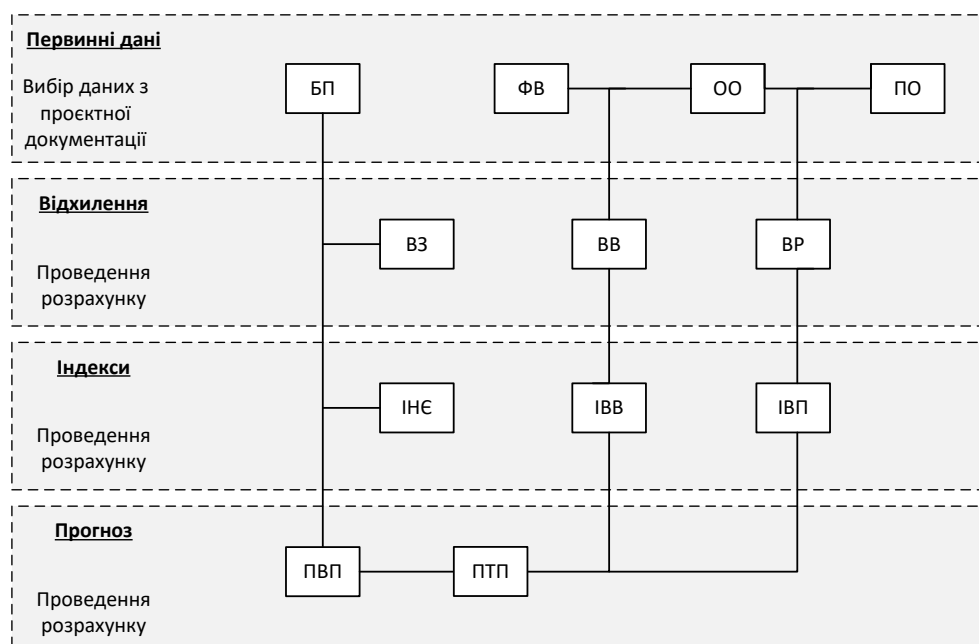 Первинні дані
Вибір даних з
проєктної
документації
БП
ФВ
ОО
ПО
Відхилення
Проведення
розрахунку
ВЗ
ВВ
ВР
Індекси
Проведення
розрахунку
ІНЄ
ІВВ
ІВП
Прогноз
Проведення
розрахунку
ПВП
ПТП